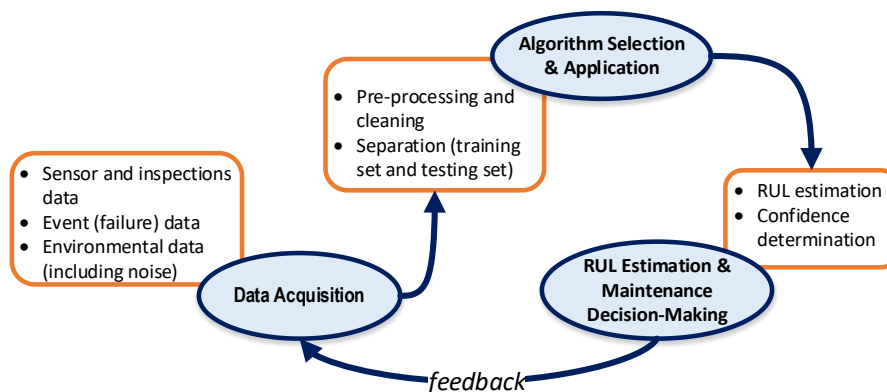 Algorithm Selection
& Application
• Pre-processing and
cleaning
• Separation (training
set and testing set)
• Sensor and inspections
data
• Event (failure) data
• Environmental data
(including noise)
Data Acquisition
• RUL estimation
• Confidence
determination
RUL Estimation &
Maintenance
Decision-Making
feedback